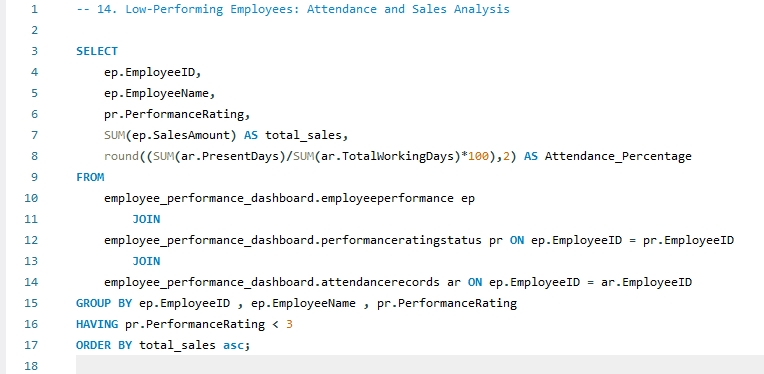 1 -- 14. Low-Performing Employees: Attendance and Sales Analysis
2
3 SELECT
4 ep.EmployeeID,
5 ep.EmployeeName,
6 pr.PerformanceRating,
7 SUM(ep.SalesAmount) AS total_sales,
8 round((SUM(ar.PresentDays)/SUM(ar.TotalWorkingDays)*100),2) AS Attendance_Percentage
9 FROM
10 employee_performance_dashboard.employeeperformance ep
11 JOIN
12 employee_performance_dashboard.performanceratingstatus pr ON ep.EmployeeID = pr.EmployeeID
13 JOIN
14 employee_performance_dashboard.attendancerecords ar ON ep.EmployeeID = ar.EmployeeID
15 GROUP BY ep.EmployeeID , ep.EmployeeName , pr.PerformanceRating
16 HAVING pr.PerformanceRating < 3
17 ORDER BY total_sales asc;
18